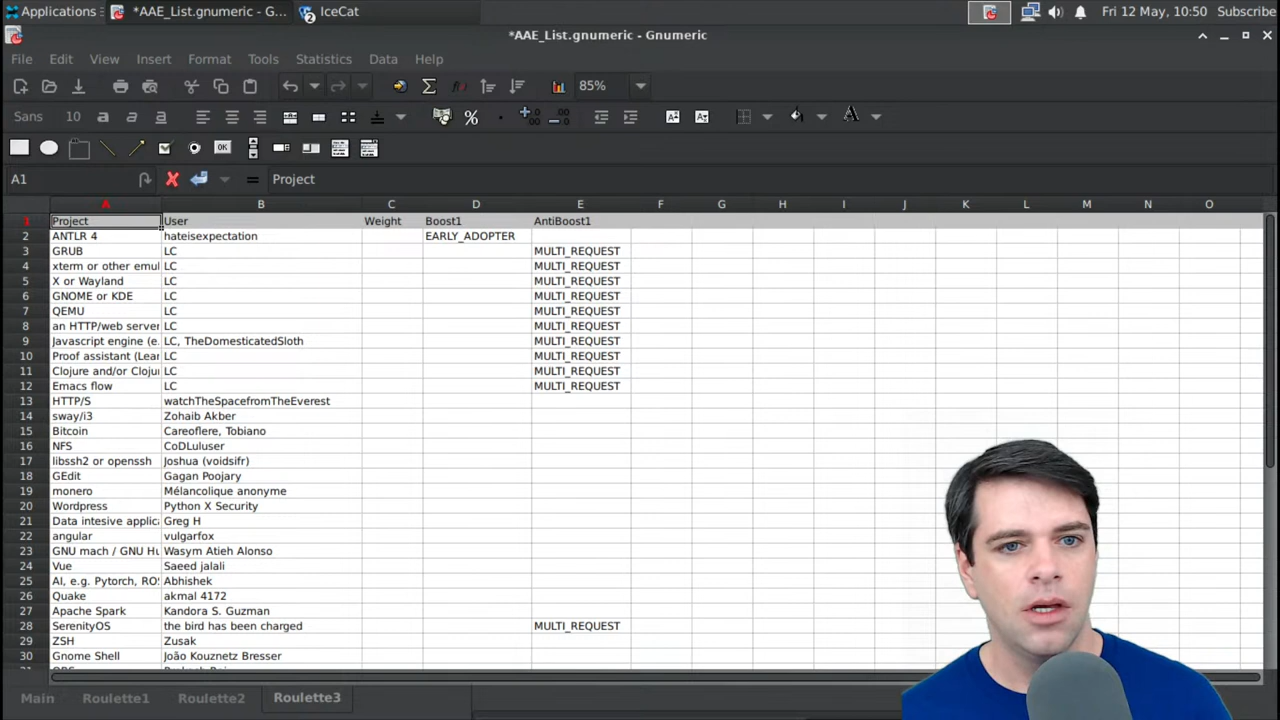 Applications *AAE_List.gnumeric - G... 2 IceCat Fri 12 May, 10:50 Subscribe
*AAE_List.gnumeric - Gnumeric
File Edit View Insert Format Tools Statistics Data Help
85%
Sans 10 a a a %
OK
A1 = Project
A B C D E F G H I J K L M N O
1 Project User Weight Boost1 AntiBoost1
2 ANTLR 4 hateisexpectation EARLY_ADOPTER
3 GRUB LC MULTI_REQUEST
4 xterm or other emul LC MULTI_REQUEST
5 X or Wayland LC MULTI_REQUEST
6 GNOME or KDE LC MULTI_REQUEST
7 QEMU LC MULTI_REQUEST
8 an HTTP/web server LC MULTI_REQUEST
9 Javascript engine (e. LC, TheDomesticatedSloth MULTI_REQUEST
10 Proof assistant (Lean LC MULTI_REQUEST
11 Clojure and/or Clojur LC MULTI_REQUEST
12 Emacs flow LC MULTI_REQUEST
13 HTTP/S watchTheSpacefromTheEverest
14 sway/i3 Zohaib Akber
15 Bitcoin Careoflere, Tobiano
16 NFS CoDLuluser
17 libssh2 or openssh Joshua (voidsifr)
18 GEdit Gagan Poojary
19 monero Mélancolique anonyme
20 Wordpress Python X Security
21 Data intesive applica Greg H
22 angular vulgarfox
23 GNU mach / GNU Hu Wasym Atieh Alonso
24 Vue Saeed jalali
25 AI, e.g. Pytorch, ROS Abhishek
26 Quake akmal 4172
27 Apache Spark Kandora S. Guzman
28 SerenityOS the bird has been charged MULTI_REQUEST
29 ZSH Zusak
30 Gnome Shell João Kouznetz Bresser
Main Roulette1 Roulette2 Roulette3